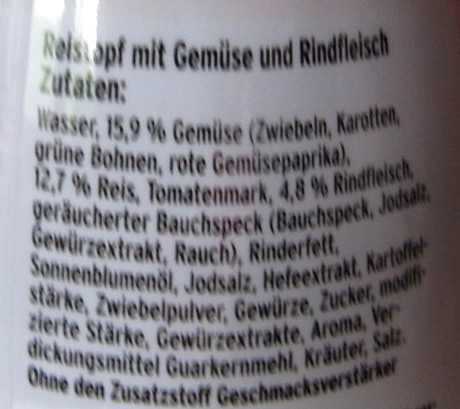 Reistopf mit Gemüse und Rindfleisch
Zutaten:
Wasser, 15,9 % Gemüse (Zwiebeln, Karotten,
grüne Bohnen, rote Gemüsepaprika),
12,7 % Reis, Tomatenmark, 4,8 % Rindfleisch,
geräucherter Bauchspeck (Bauchspeck, Jodsalz,
Gewürzextrakt, Rauch), Rinderfett,
Sonnenblumenöl, Jodsalz, Hefeextrakt, Kartoffel-
stärke, Zwiebelpulver, Gewürze, Zucker, modifi-
zierte Stärke, Gewürzextrakte, Aroma, Ver-
dickungsmittel Guarkernmehl, Kräuter, Salz.
Ohne den Zusatzstoff Geschmacksverstärker